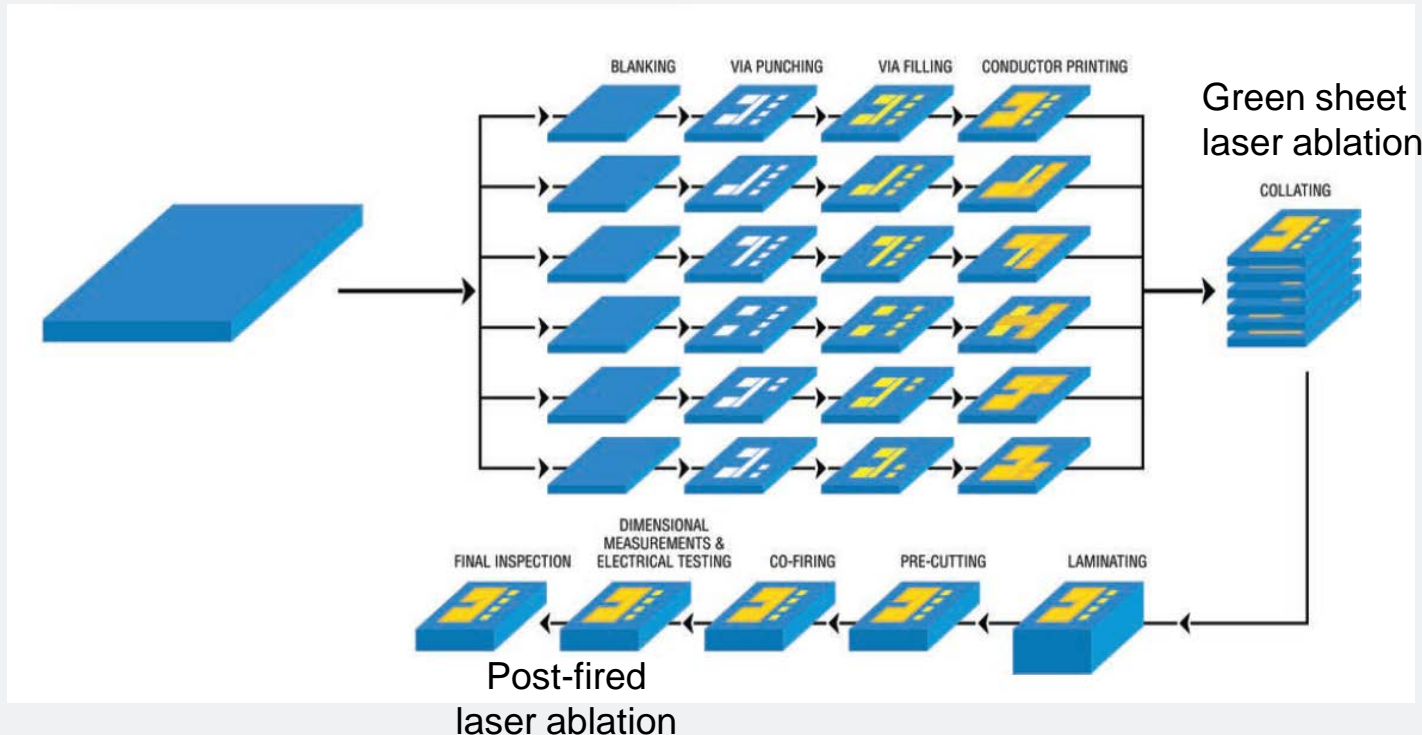 BLANKING
VIA PUNCHING
VIA FILLING
CONDUCTOR PRINTING
Green sheet
laser ablation
COLLATING
FINAL INSPECTION
DIMENSIONAL
MEASUREMENTS &
ELECTRICAL TESTING
CO-FIRING
PRE-CUTTING
LAMINATING
Post-fired
laser ablation